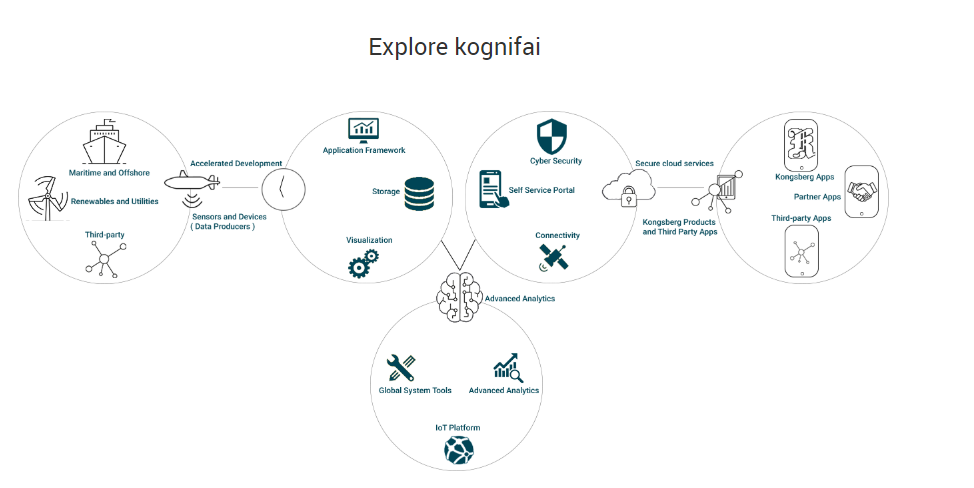 Explore kognifai
Maritime and Offshore
Renewables and Utilities
Third-party
Accelerated Development
Sensors and Devices
( Data Producers )
Application Framework
Storage
Visualization
Cyber Security
Self Service Portal
Connectivity
Secure cloud services
Kongsberg Products
and Third Party Apps
Kongsberg Apps
Partner Apps
Third-party Apps
Advanced Analytics
Global System Tools
Advanced Analytics
IoT Platform